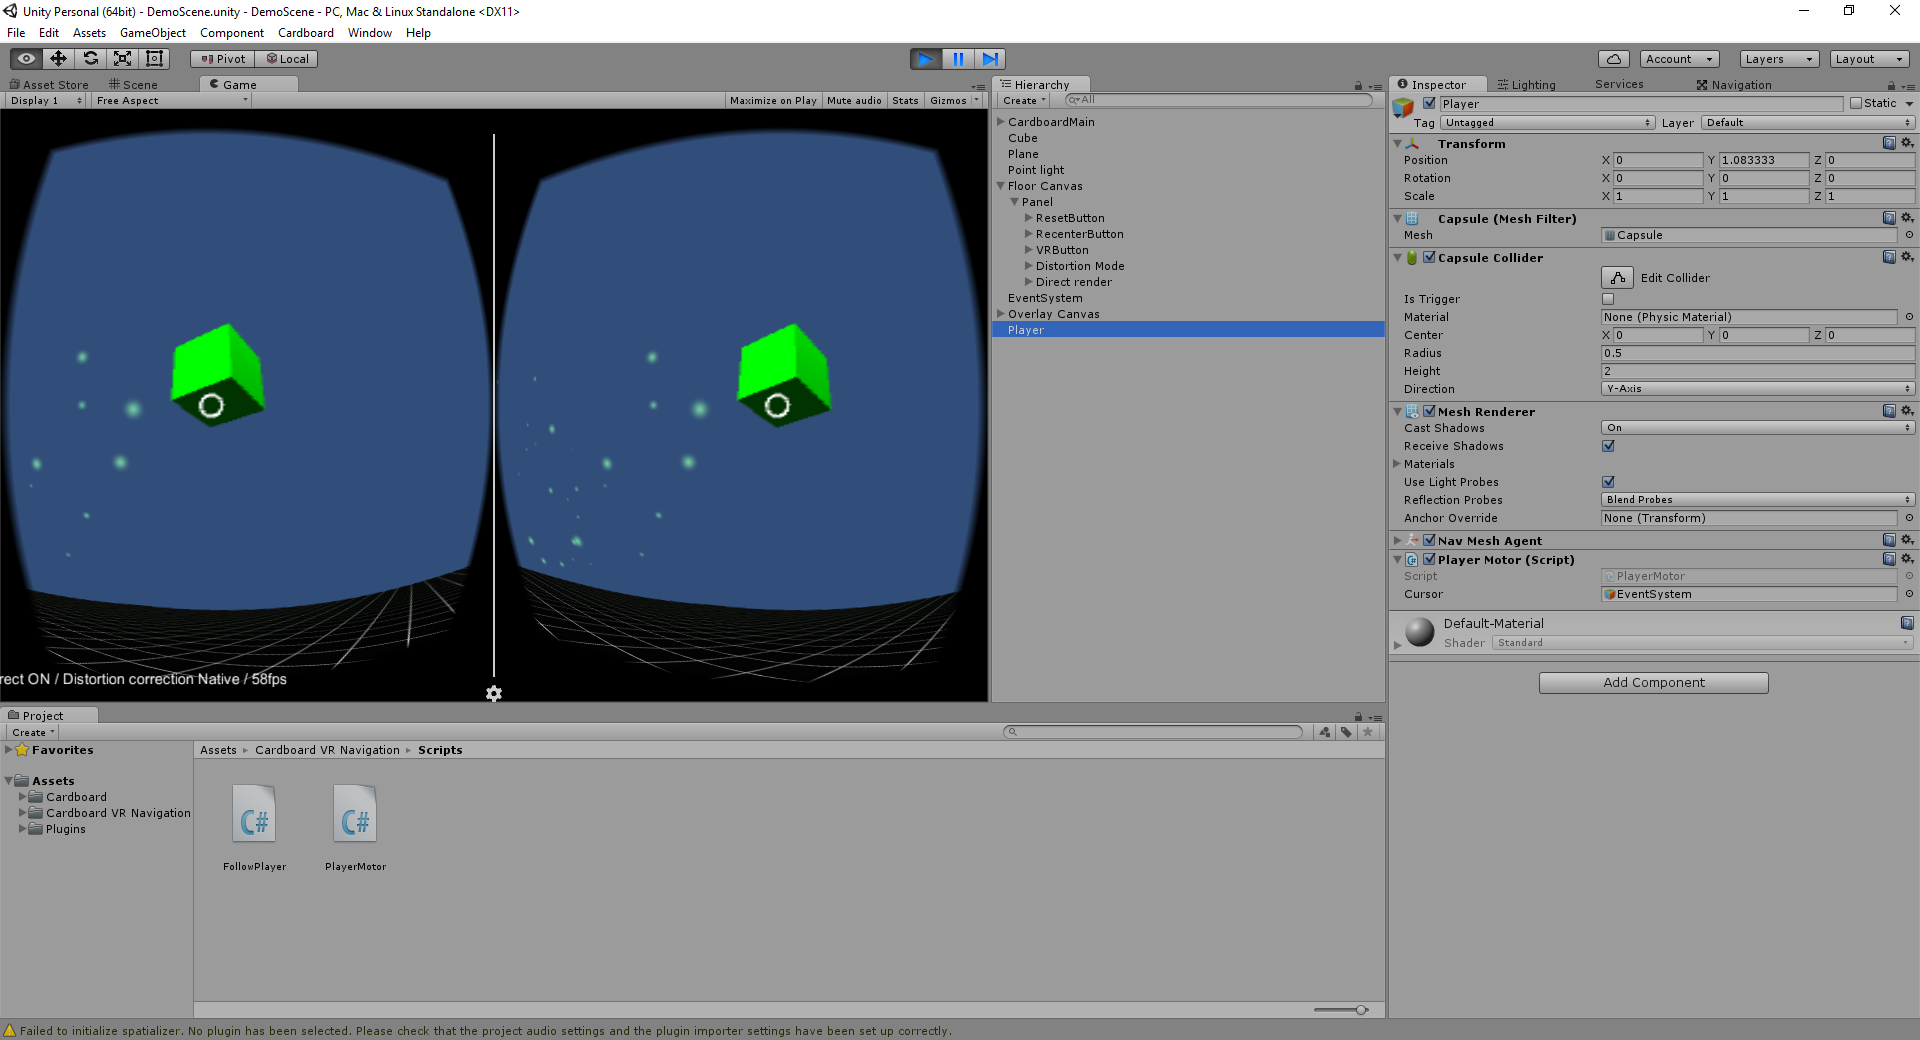 Unity Personal (64bit) - DemoScene.unity - DemoScene - PC, Mac & Linux Standalone <DX11>
File Edit Assets GameObject Component Cardboard Window Help
Pivot Local Account Layers Layout
Asset Store Scene Game
Display 1 Free Aspect Maximize on Play Mute audio Stats Gizmos
rect ON / Distortion correction Native / 58fps
Hierarchy
Create All
CardboardMain
Cube
Plane
Point light
Floor Canvas
Panel
ResetButton
RecenterButton
VRButton
Distortion Mode
Direct render
EventSystem
Overlay Canvas
Player
Inspector Lighting Services Navigation
Player Static
Tag Untagged Layer Default
Transform
Position X 0 Y 1.083333 Z 0
Rotation X 0 Y 0 Z 0
Scale X 1 Y 1 Z 1
Capsule (Mesh Filter)
Mesh Capsule
Capsule Collider
Edit Collider
Is Trigger
Material None (Physic Material)
Center X 0 Y 0 Z 0
Radius 0.5
Height 2
Direction Y-Axis
Mesh Renderer
Cast Shadows On
Receive Shadows
Materials
Use Light Probes
Reflection Probes Blend Probes
Anchor Override None (Transform)
Nav Mesh Agent
C# Player Motor (Script)
Script PlayerMotor
Cursor EventSystem
Default-Material
Shader Standard
Add Component
Project
Create
Favorites
Assets
Cardboard
Cardboard VR Navigation
Plugins
Assets Cardboard VR Navigation Scripts
C# C#
FollowPlayer PlayerMotor
Failed to initialize spatializer. No plugin has been selected. Please check that the project audio settings and the plugin importer settings have been set up correctly.